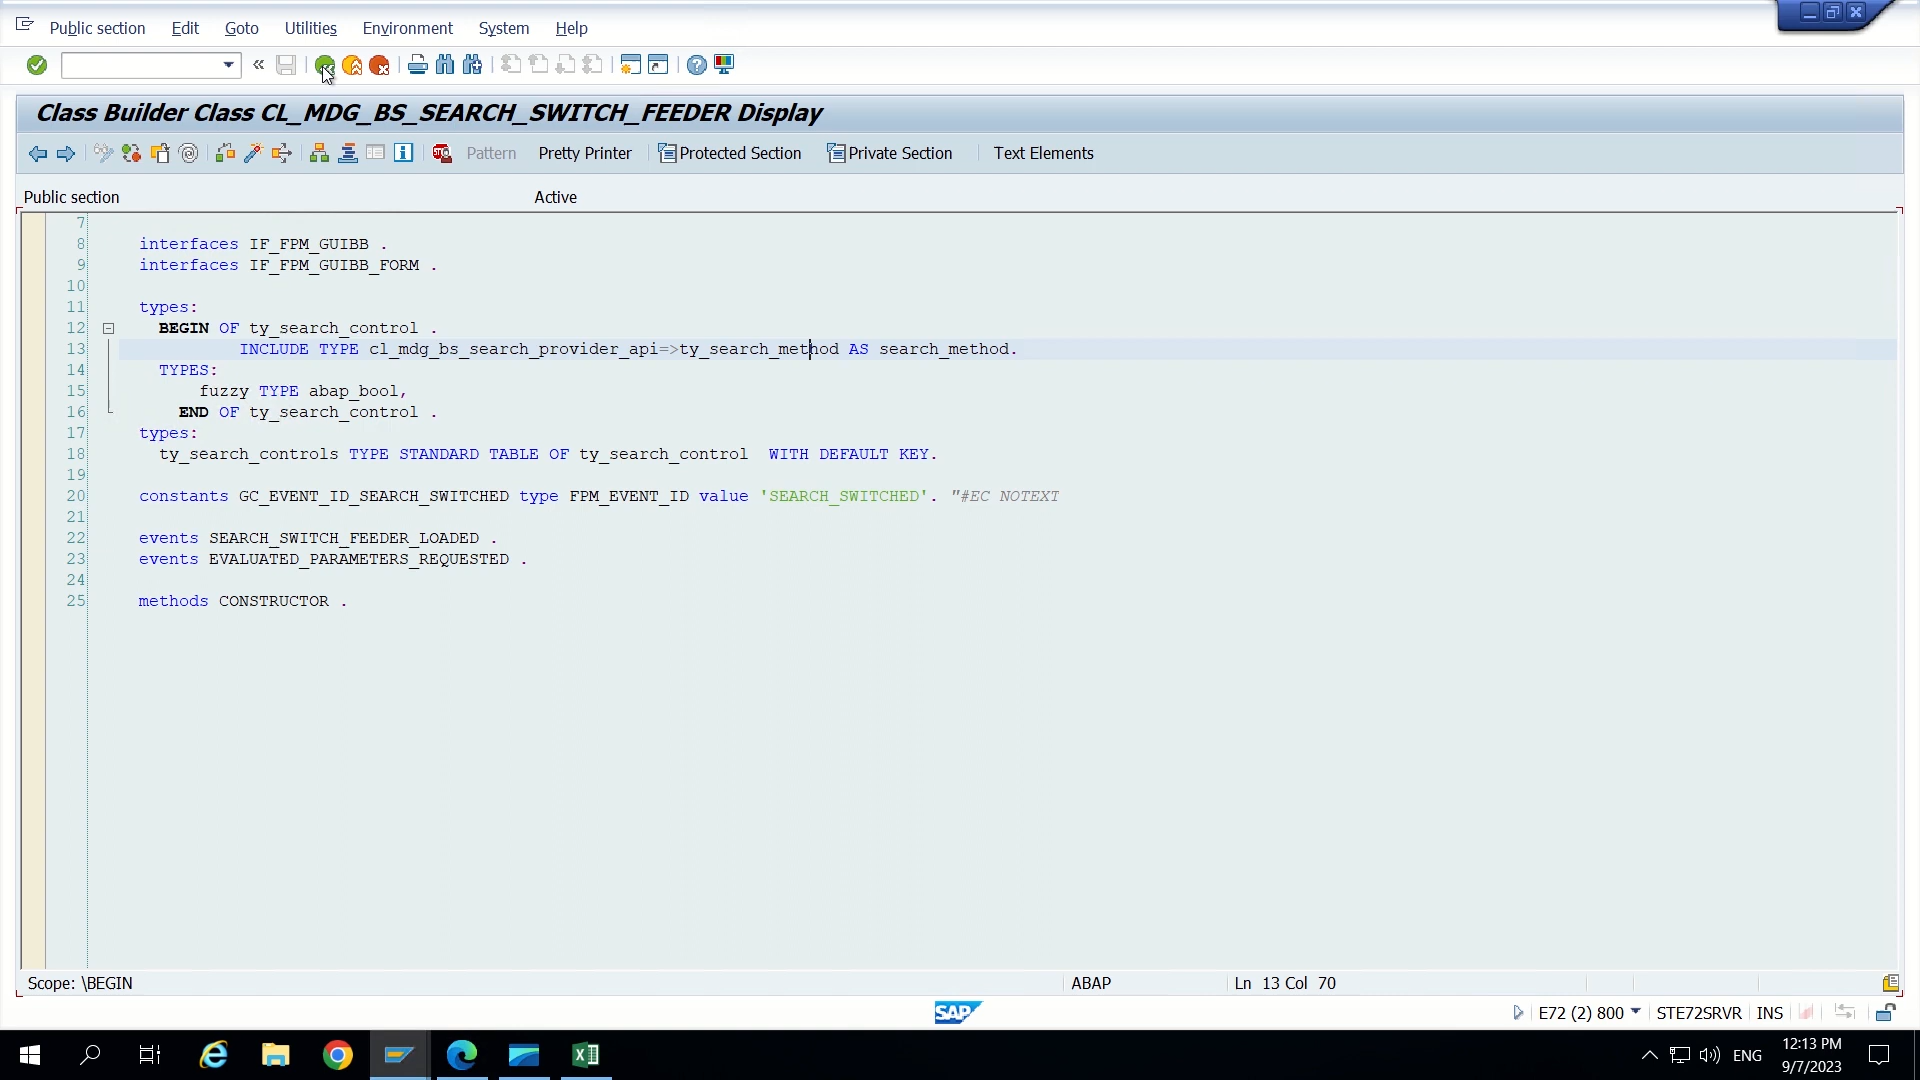 Public section Edit Goto Utilities Environment System Help
Class Builder Class CL_MDG_BS_SEARCH_SWITCH_FEEDER Display
Pattern Pretty Printer Protected Section Private Section Text Elements
Public section Active
7
8 interfaces IF_FPM_GUIBB .
9 interfaces IF_FPM_GUIBB_FORM .
10
11 types:
12 BEGIN OF ty_search_control .
13 INCLUDE TYPE cl_mdg_bs_search_provider_api=>ty_search_method AS search_method.
14 TYPES:
15 fuzzy TYPE abap_bool,
16 END OF ty_search_control .
17 types:
18 ty_search_controls TYPE STANDARD TABLE OF ty_search_control WITH DEFAULT KEY.
19
20 constants GC_EVENT_ID_SEARCH_SWITCHED type FPM_EVENT_ID value 'SEARCH_SWITCHED'. "#EC NOTEXT
21
22 events SEARCH_SWITCH_FEEDER_LOADED .
23 events EVALUATED_PARAMETERS_REQUESTED .
24
25 methods CONSTRUCTOR .
Scope: \BEGIN ABAP Ln 13 Col 70
SAP E72 (2) 800 STE72SRVR INS
ENG 12:13 PM
9/7/2023